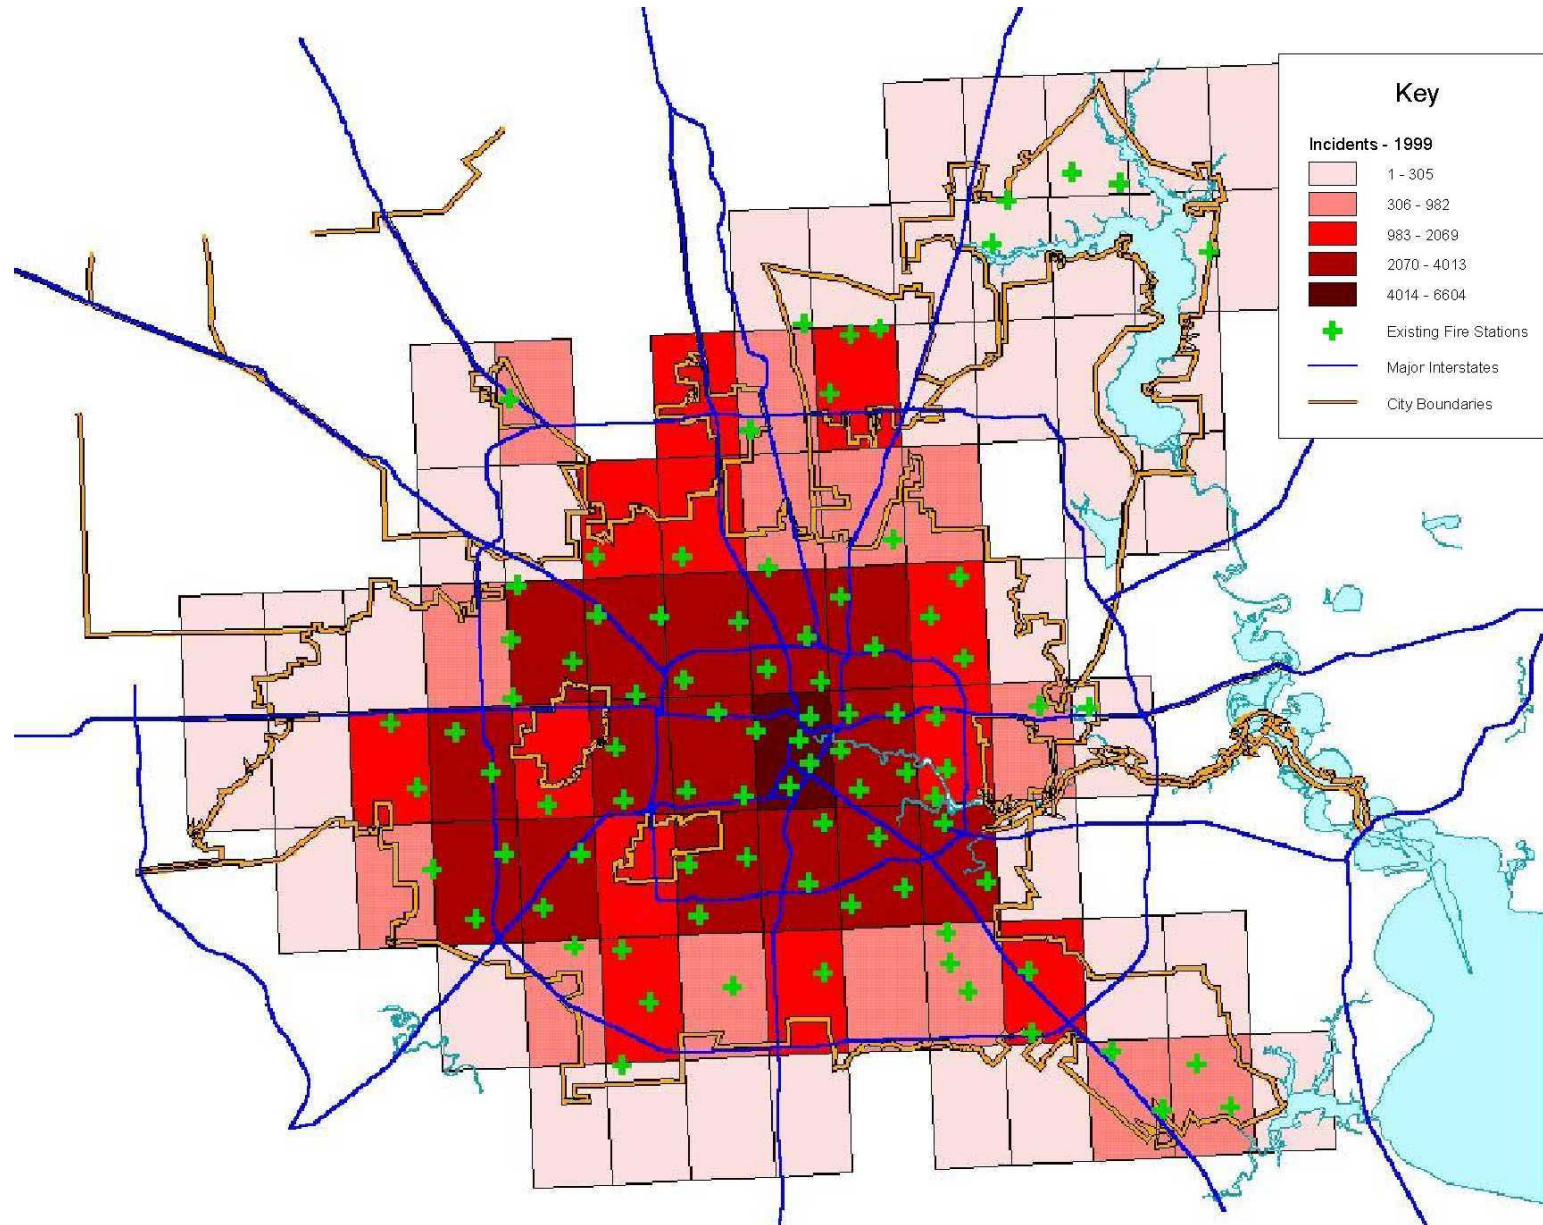 Key
Incidents - 1999
1 - 305
306 - 982
983 - 2069
2070 - 4013
4014 - 6604
Existing Fire Stations
Major Interstates
City Boundaries